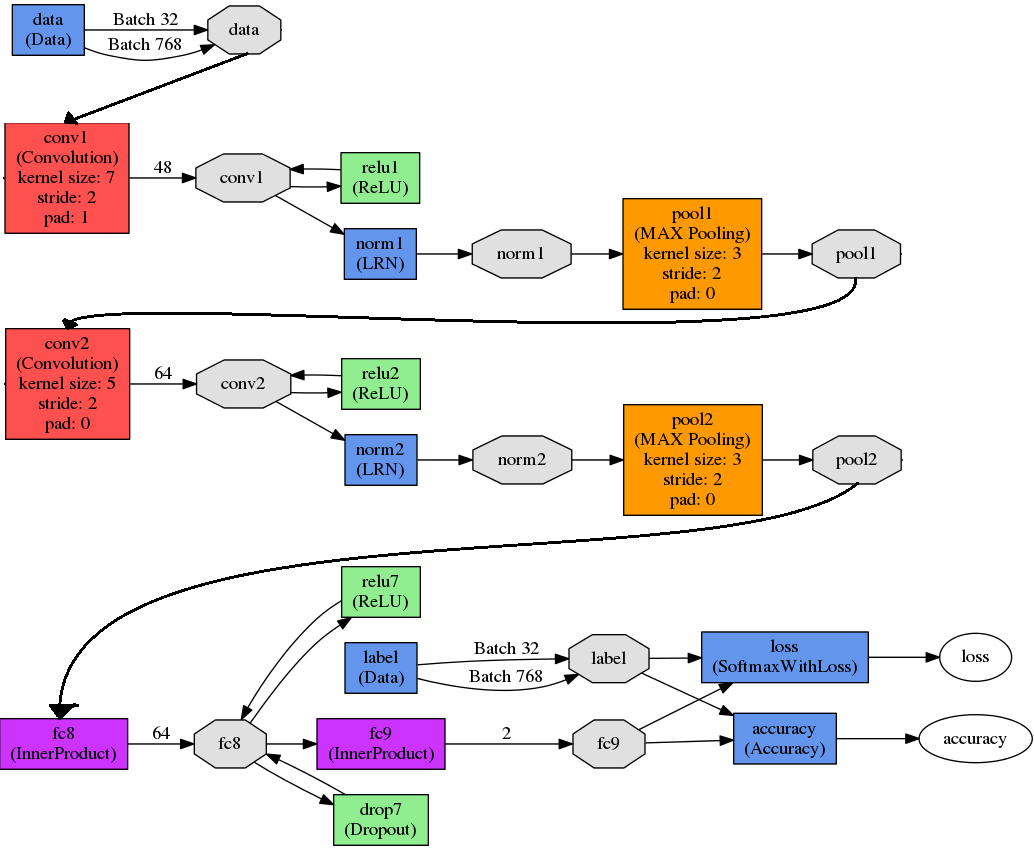 data
(Data)
Batch 32
Batch 768
data
conv1
(Convolution)
kernel size: 7
stride: 2
pad: 1
48
conv1
relu1
(ReLU)
norm1
(LRN)
norm1
pool1
(MAX Pooling)
kernel size: 3
stride: 2
pad: 0
pool1
conv2
(Convolution)
kernel size: 5
stride: 2
pad: 0
64
conv2
relu2
(ReLU)
norm2
(LRN)
norm2
pool2
(MAX Pooling)
kernel size: 3
stride: 2
pad: 0
pool2
relu7
(ReLU)
label
(Data)
Batch 32
Batch 768
label
loss
(SoftmaxWithLoss)
loss
fc8
(InnerProduct)
64
fc8
fc9
(InnerProduct)
2
fc9
accuracy
(Accuracy)
accuracy
drop7
(Dropout)